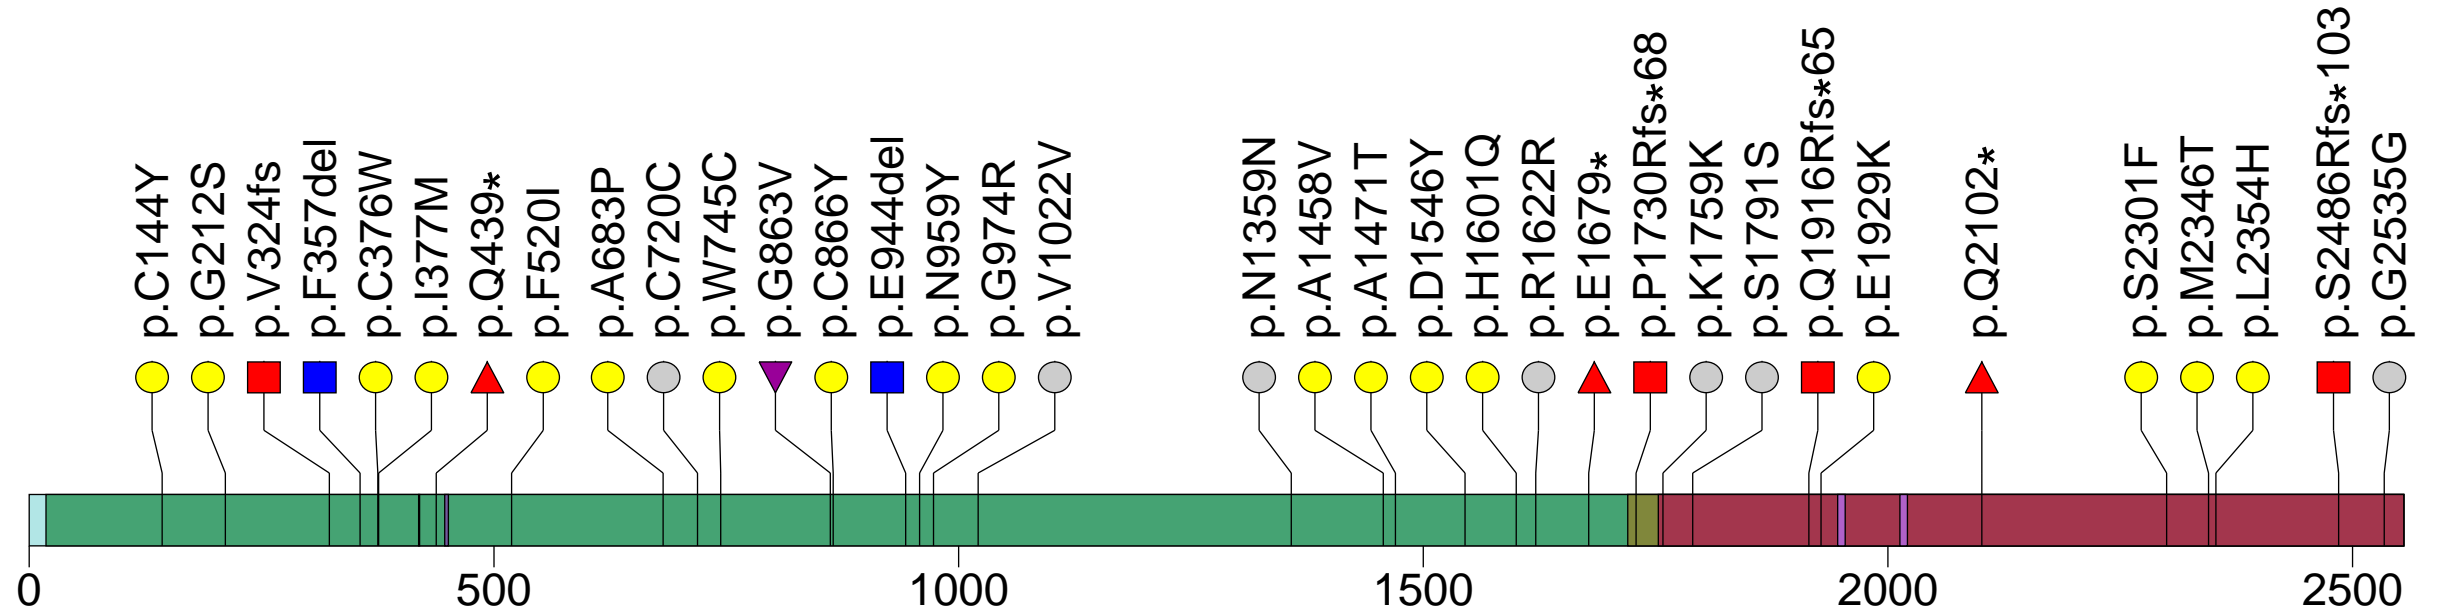 p.C144Y
p.G212S
p.V324fs
p.F357del
p.C376W
p.I377M
p.Q439*
p.F520I
p.A683P
p.C720C
p.W745C
p.G863V
p.C866Y
p.E944del
p.N959Y
p.G974R
p.V1022V
p.N1359N
p.A1458V
p.A1471T
p.D1546Y
p.H1601Q
p.R1622R
p.E1679*
p.P1730Rfs*68
p.K1759K
p.S1791S
p.Q1916Rfs*65
p.E1929K
p.Q2102*
p.S2301F
p.M2346T
p.L2354H
p.S2486Rfs*103
p.G2535G
0 500 1000 1500 2000 2500